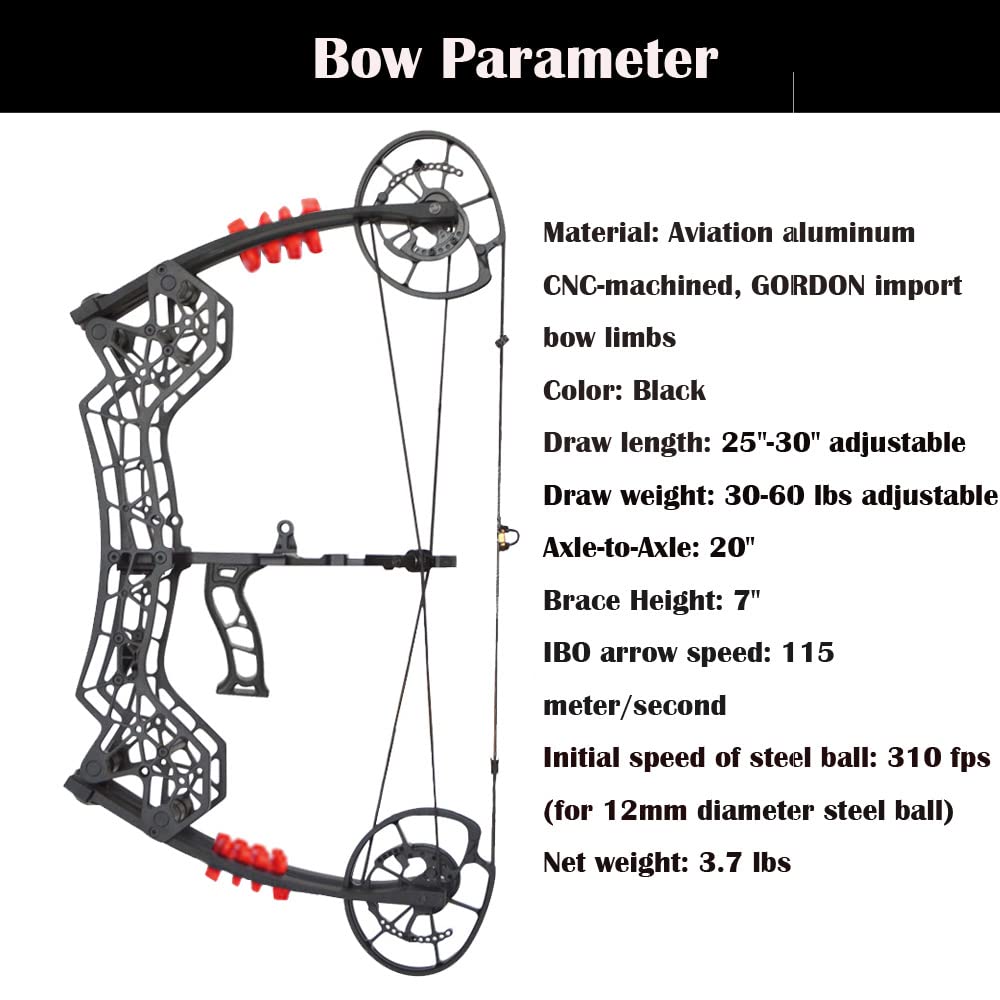 Bow Parameter
Material: Aviation aluminum
CNC-machined, GORDON import
bow limbs
Color: Black
Draw length: 25"-30" adjustable
Draw weight: 30-60 lbs adjustable
Axle-to-Axle: 20"
Brace Height: 7"
IBO arrow speed: 115
meter/second
Initial speed of steel ball: 310 fps
(for 12mm diameter steel ball)
Net weight: 3.7 lbs